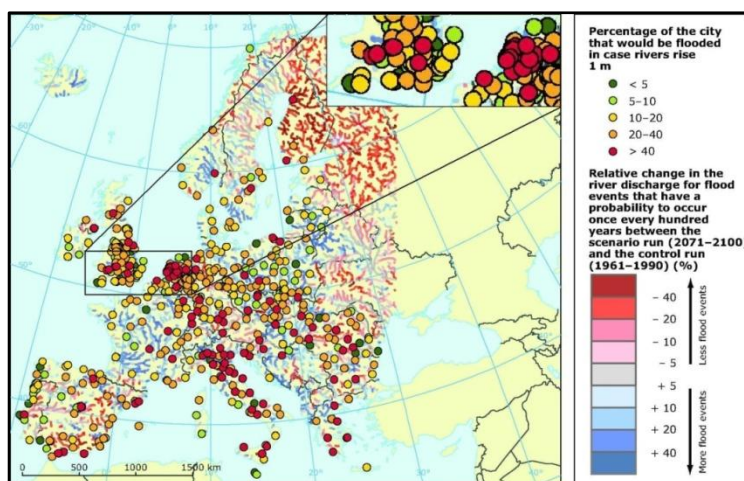 Percentage of the city
that would be flooded
in case rivers rise
1 m
< 5
5–10
10–20
20–40
> 40
Relative change in the
river discharge for flood
events that have a
probability to occur
once every hundred
years between the
scenario run (2071–2100)
and the control run
(1961–1990) (%)
– 40
– 20
– 10
– 5
+ 5
+ 10
+ 20
+ 40
Less flood events
More flood events
0 500 1000 1500 km